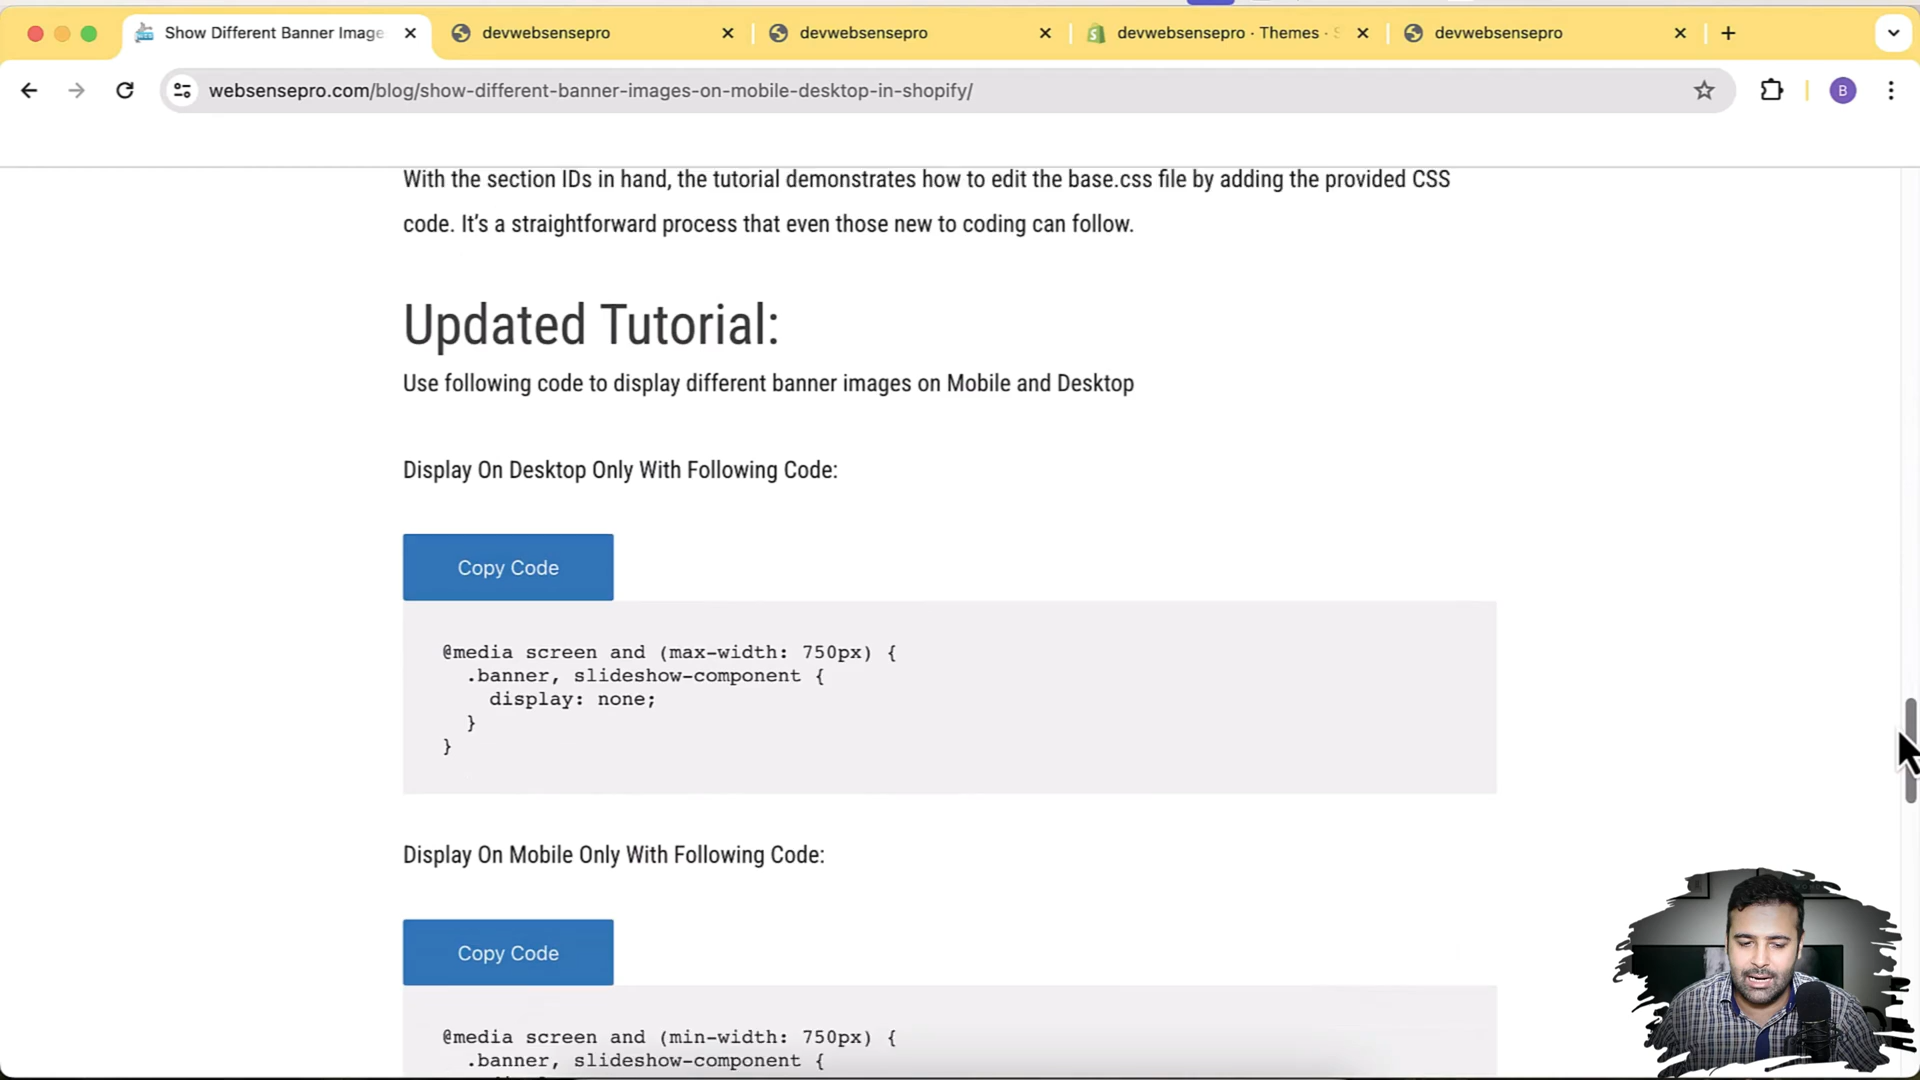 Show Different Banner Image
devwebsensepro
devwebsensepro
devwebsensepro · Themes ·
devwebsensepro
websensepro.com/blog/show-different-banner-images-on-mobile-desktop-in-shopify/
B
With the section IDs in hand, the tutorial demonstrates how to edit the base.css file by adding the provided CSS
code. It’s a straightforward process that even those new to coding can follow.
Updated Tutorial:
Use following code to display different banner images on Mobile and Desktop
Display On Desktop Only With Following Code:
Copy Code
@media screen and (max-width: 750px) {
.banner, slideshow-component {
display: none;
}
}
Display On Mobile Only With Following Code:
Copy Code
@media screen and (min-width: 750px) {
.banner, slideshow-component {